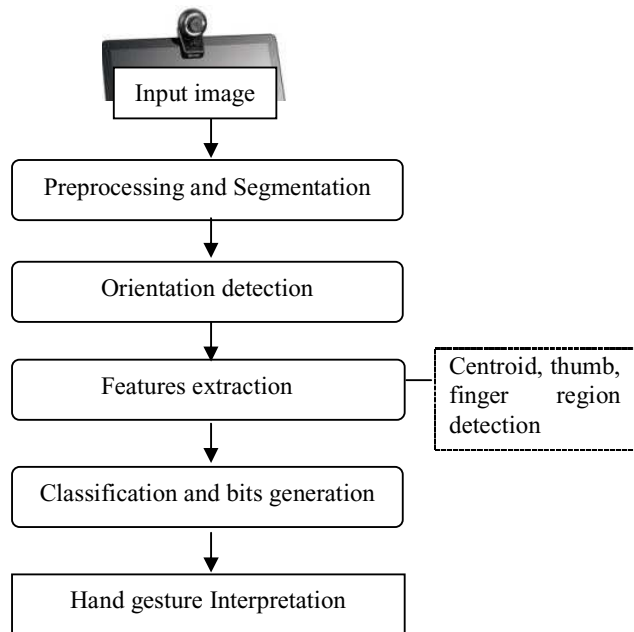 Input image
Preprocessing and Segmentation
Orientation detection
Features extraction
Centroid, thumb,
finger region
detection
Classification and bits generation
Hand gesture Interpretation